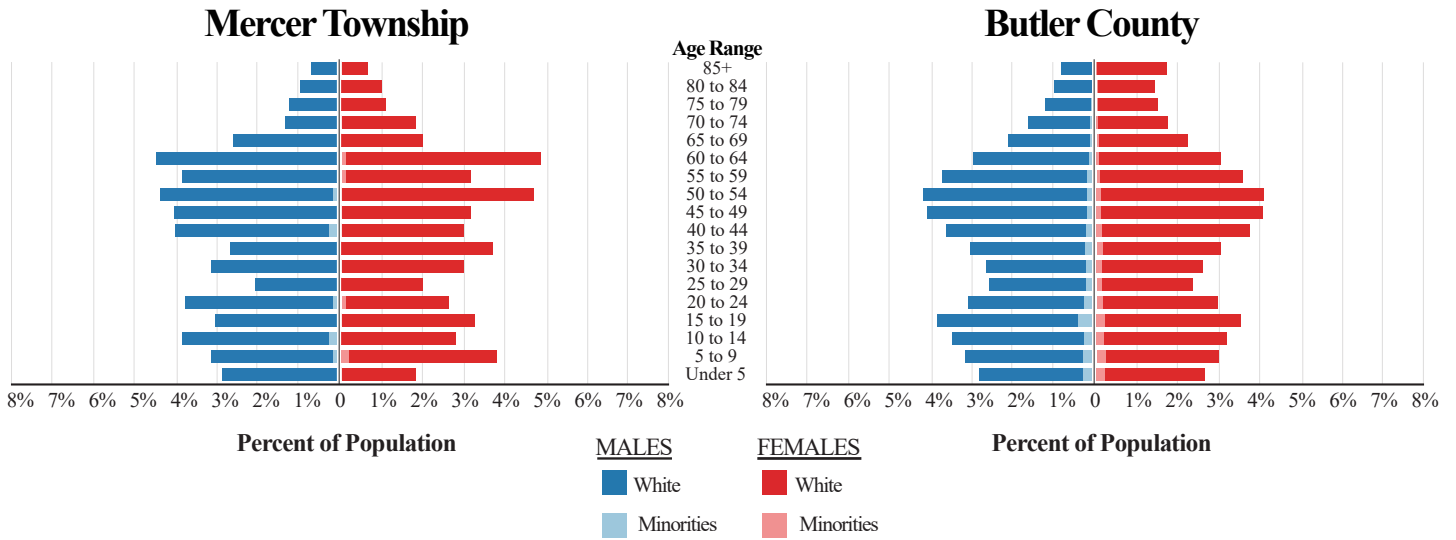 Mercer Township
Butler County
Age Range
85+
80 to 84
75 to 79
70 to 74
65 to 69
60 to 64
55 to 59
50 to 54
45 to 49
40 to 44
35 to 39
30 to 34
25 to 29
20 to 24
15 to 19
10 to 14
5 to 9
Under 5
8% 7% 6% 5% 4% 3% 2% 1% 0 1% 2% 3% 4% 5% 6% 7% 8%
8% 7% 6% 5% 4% 3% 2% 1% 0 1% 2% 3% 4% 5% 6% 7% 8%
Percent of Population
Percent of Population
MALES
White
Minorities
FEMALES
White
Minorities